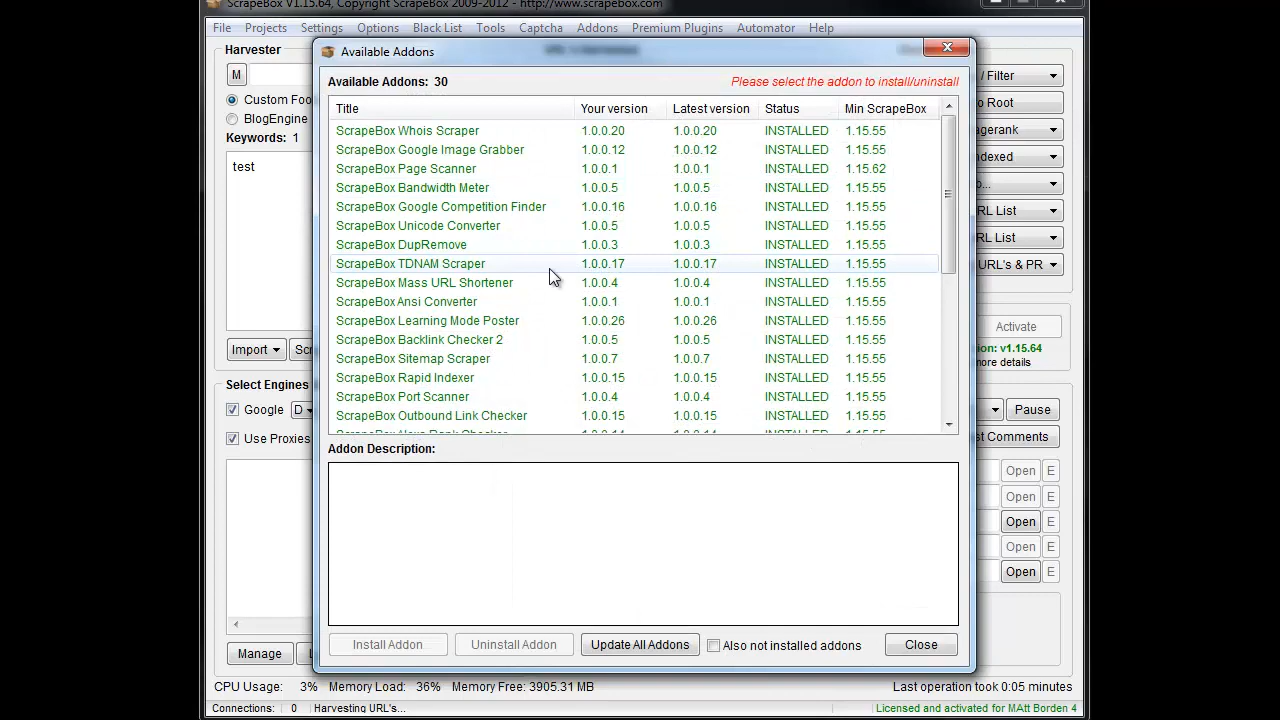 ScrapeBox V1.15.64, Copyright ScrapeBox 2009-2012 - http://www.scrapebox.com
File Projects Settings Options Black List Tools Captcha Addons Premium Plugins Automator Help
Harvester
M
Custom Foo
BlogEngine
Keywords: 1
test
Import
Select Engines
Google D
Use Proxies
Manage
Available Addons
Available Addons: 30
Please select the addon to install/uninstall
Title Your version Latest version Status Min ScrapeBox
ScrapeBox Whois Scraper 1.0.0.20 1.0.0.20 INSTALLED 1.15.55
ScrapeBox Google Image Grabber 1.0.0.12 1.0.0.12 INSTALLED 1.15.55
ScrapeBox Page Scanner 1.0.0.1 1.0.0.1 INSTALLED 1.15.62
ScrapeBox Bandwidth Meter 1.0.0.5 1.0.0.5 INSTALLED 1.15.55
ScrapeBox Google Competition Finder 1.0.0.16 1.0.0.16 INSTALLED 1.15.55
ScrapeBox Unicode Converter 1.0.0.5 1.0.0.5 INSTALLED 1.15.55
ScrapeBox DupRemove 1.0.0.3 1.0.0.3 INSTALLED 1.15.55
ScrapeBox TDNAM Scraper 1.0.0.17 1.0.0.17 INSTALLED 1.15.55
ScrapeBox Mass URL Shortener 1.0.0.4 1.0.0.4 INSTALLED 1.15.55
ScrapeBox Ansi Converter 1.0.0.1 1.0.0.1 INSTALLED 1.15.55
ScrapeBox Learning Mode Poster 1.0.0.26 1.0.0.26 INSTALLED 1.15.55
ScrapeBox Backlink Checker 2 1.0.0.5 1.0.0.5 INSTALLED 1.15.55
ScrapeBox Sitemap Scraper 1.0.0.7 1.0.0.7 INSTALLED 1.15.55
ScrapeBox Rapid Indexer 1.0.0.15 1.0.0.15 INSTALLED 1.15.55
ScrapeBox Port Scanner 1.0.0.4 1.0.0.4 INSTALLED 1.15.55
ScrapeBox Outbound Link Checker 1.0.0.15 1.0.0.15 INSTALLED 1.15.55
Addon Description:
Install Addon Uninstall Addon Update All Addons Also not installed addons Close
/ Filter
o Root
agerank
dexed
o...
RL List
RL List
URL's & PR
Activate
on: v1.15.64
more details
Pause
st Comments
Open E
Open E
Open E
Open E
Open E
CPU Usage: 3% Memory Load: 36% Memory Free: 3905.31 MB Last operation took 0:05 minutes
Connections: 0 Harvesting URL's... Licensed and activated for MAtt Borden 4